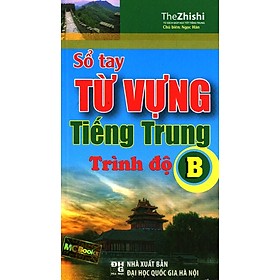 TheZhishi
Chủ biên: Ngọc Hân
Sổ tay
TỪ VỰNG
Tiếng Trung
Trình độ B
MCBooks
NHÀ XUẤT BẢN
ĐẠI HỌC QUỐC GIA HÀ NỘI